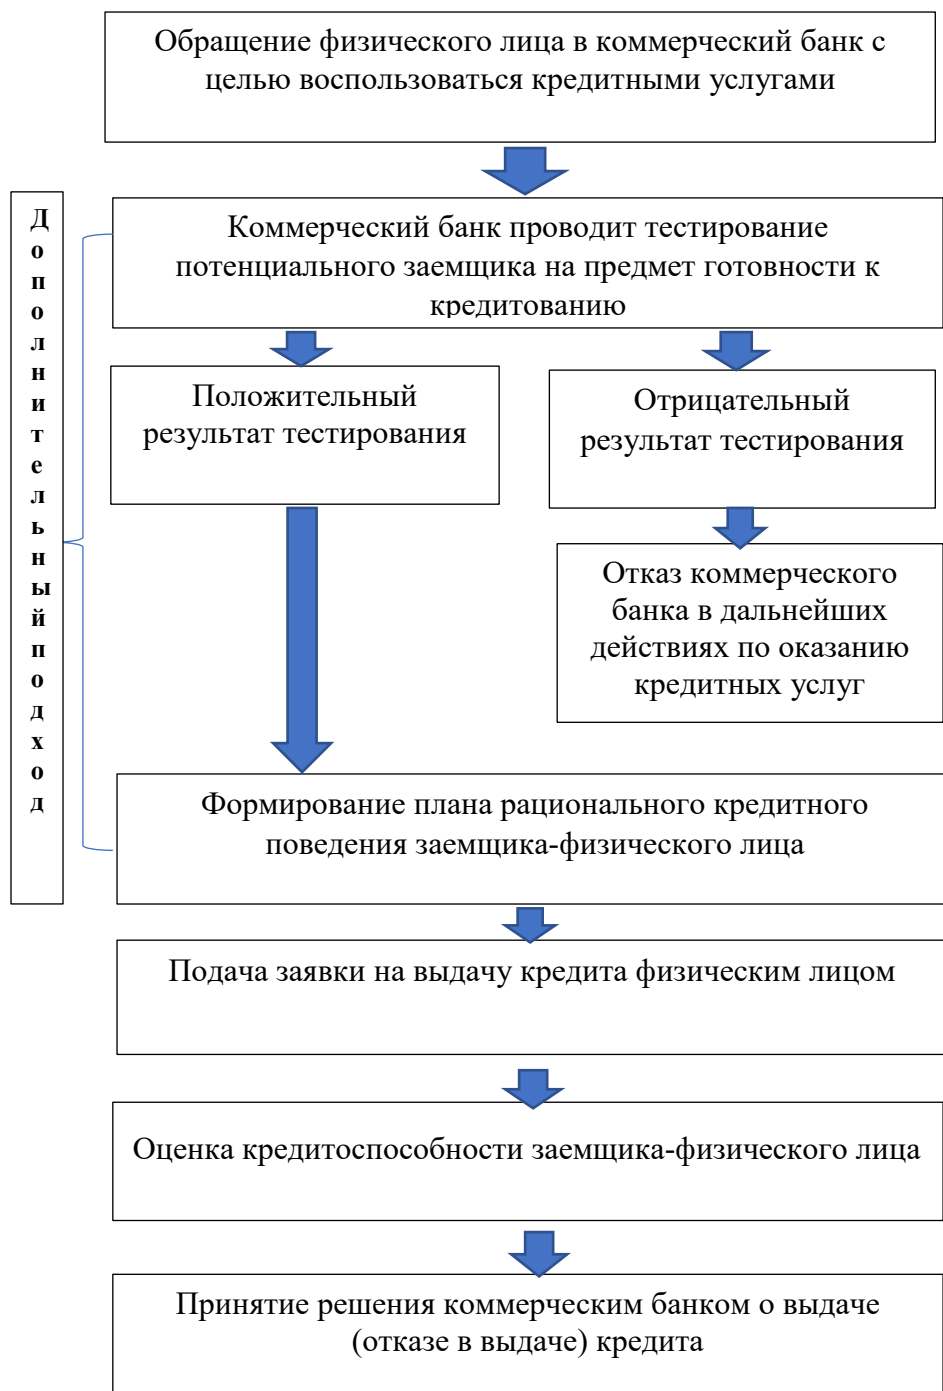 Обращение физического лица в коммерческий банк с
целью воспользоваться кредитными услугами
Дополнительный подход
Коммерческий банк проводит тестирование
потенциального заемщика на предмет готовности к
кредитованию
Положительный
результат тестирования
Отрицательный
результат тестирования
Отказ коммерческого
банка в дальнейших
действиях по оказанию
кредитных услуг
Формирование плана рационального кредитного
поведения заемщика-физического лица
Подача заявки на выдачу кредита физическим лицом
Оценка кредитоспособности заемщика-физического лица
Принятие решения коммерческим банком о выдаче
(отказе в выдаче) кредита